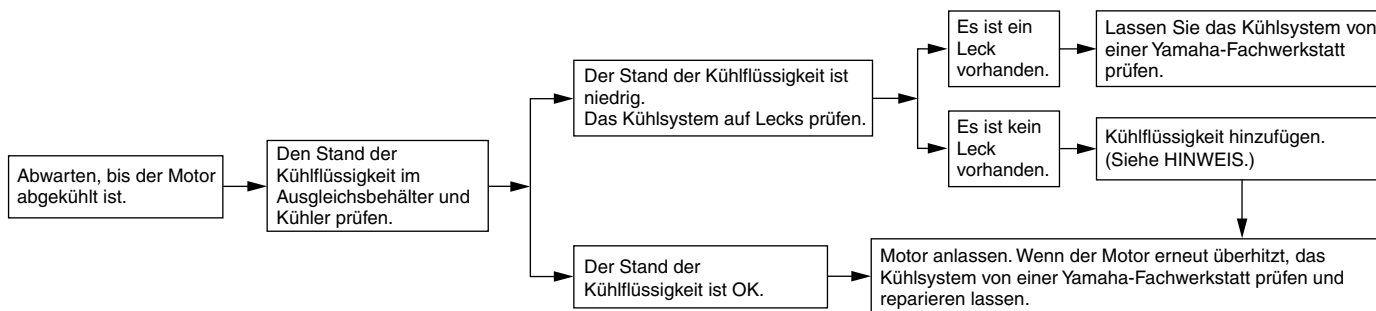 Abwarten, bis der Motor
abgekühlt ist.
Den Stand der
Kühlflüssigkeit im
Ausgleichsbehälter und
Kühler prüfen.
Der Stand der Kühlflüssigkeit ist
niedrig.
Das Kühlsystem auf Lecks prüfen.
Es ist ein
Leck
vorhanden.
Lassen Sie das Kühlsystem von
einer Yamaha-Fachwerkstatt
prüfen.
Es ist kein
Leck
vorhanden.
Kühlflüssigkeit hinzufügen.
(Siehe HINWEIS.)
Der Stand der
Kühlflüssigkeit ist OK.
Motor anlassen. Wenn der Motor erneut überhitzt, das
Kühlsystem von einer Yamaha-Fachwerkstatt prüfen und
reparieren lassen.